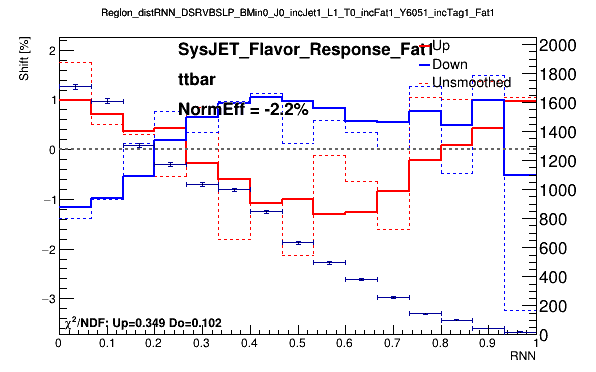 Region_distRNN_DSRVBSLP_BMin0_J0_incJet1_L1_T0_incFat1_Y6051_incTag1_Fat1
Shift [%]
SysJET_Flavor_Response_Fat1
ttbar
NormEff = -2.2%
Up
Down
Unsmoothed
2
1
0
−1
−2
−3
2000
1800
1600
1400
1200
1000
800
600
400
200
0
χ²/NDF: Up=0.349 Do=0.102
0 0.1 0.2 0.3 0.4 0.5 0.6 0.7 0.8 0.9 1
RNN